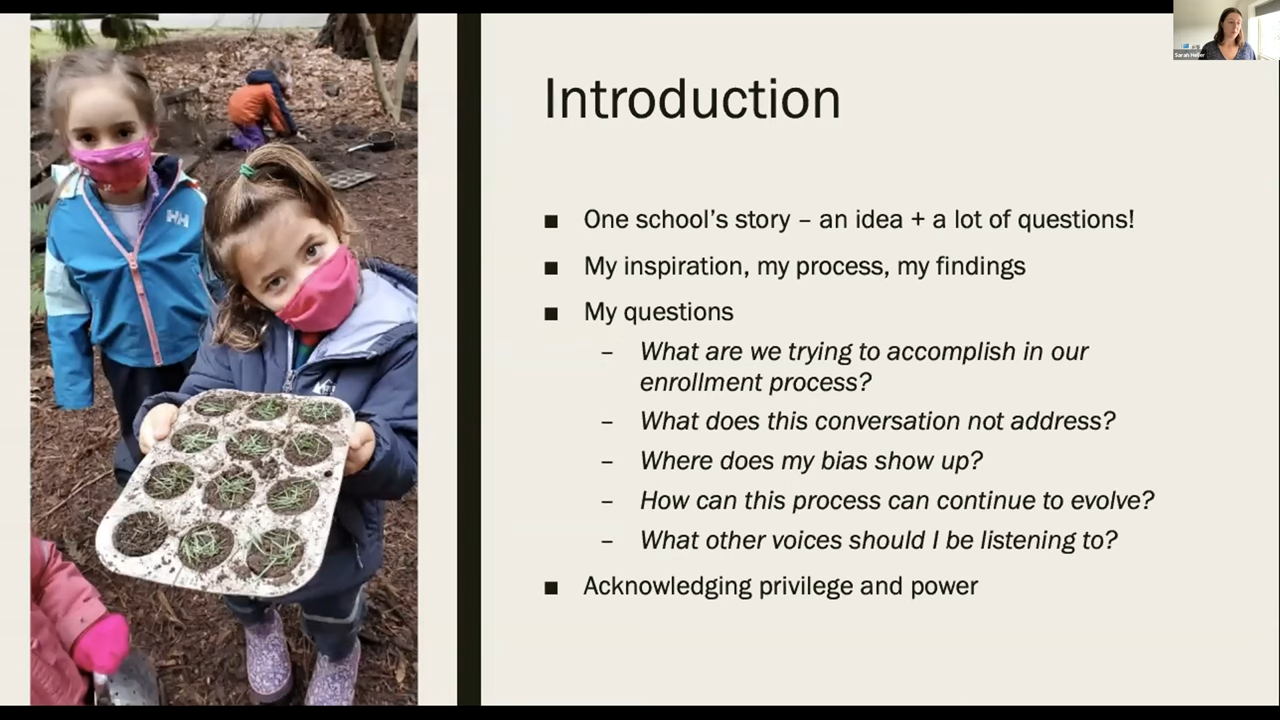 Introduction
One school's story – an idea + a lot of questions!
My inspiration, my process, my findings
My questions
– What are we trying to accomplish in our
enrollment process?
– What does this conversation not address?
– Where does my bias show up?
– How can this process can continue to evolve?
– What other voices should I be listening to?
Acknowledging privilege and power
HH
Sarah Heller